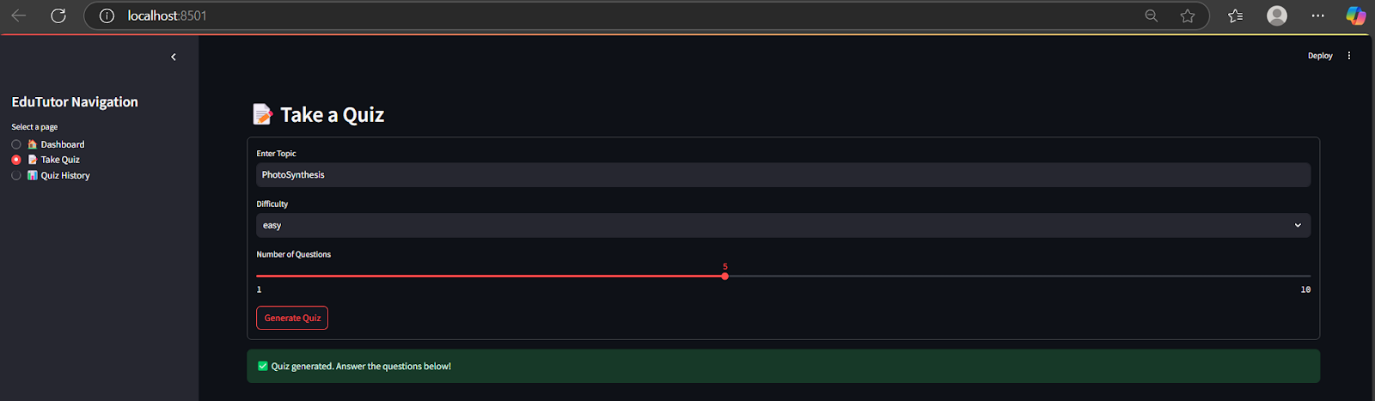 localhost:8501
Deploy
EduTutor Navigation
Select a page
🏠 Dashboard
📝 Take Quiz
📊 Quiz History
📝 Take a Quiz
Enter Topic
PhotoSynthesis
Difficulty
easy
Number of Questions
5
1 10
Generate Quiz
✅ Quiz generated. Answer the questions below!